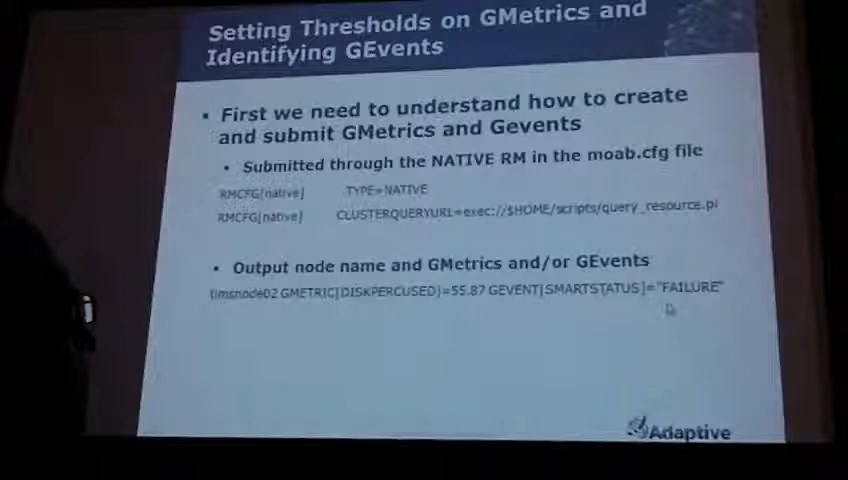 Setting Thresholds on GMetrics and
Identifying GEvents
• First we need to understand how to create
and submit GMetrics and Gevents
• Submitted through the NATIVE RM in the moab.cfg file
RMCFG[native] TYPE=NATIVE
RMCFG[native] CLUSTERQUERYURL=exec://$HOME/scripts/query_resource.pl
• Output node name and GMetrics and/or GEvents
timsnode02 GMETRIC[DISKPERCUSED]=55.87 GEVENT[SMARTSTATUS]="FAILURE"
Adaptive